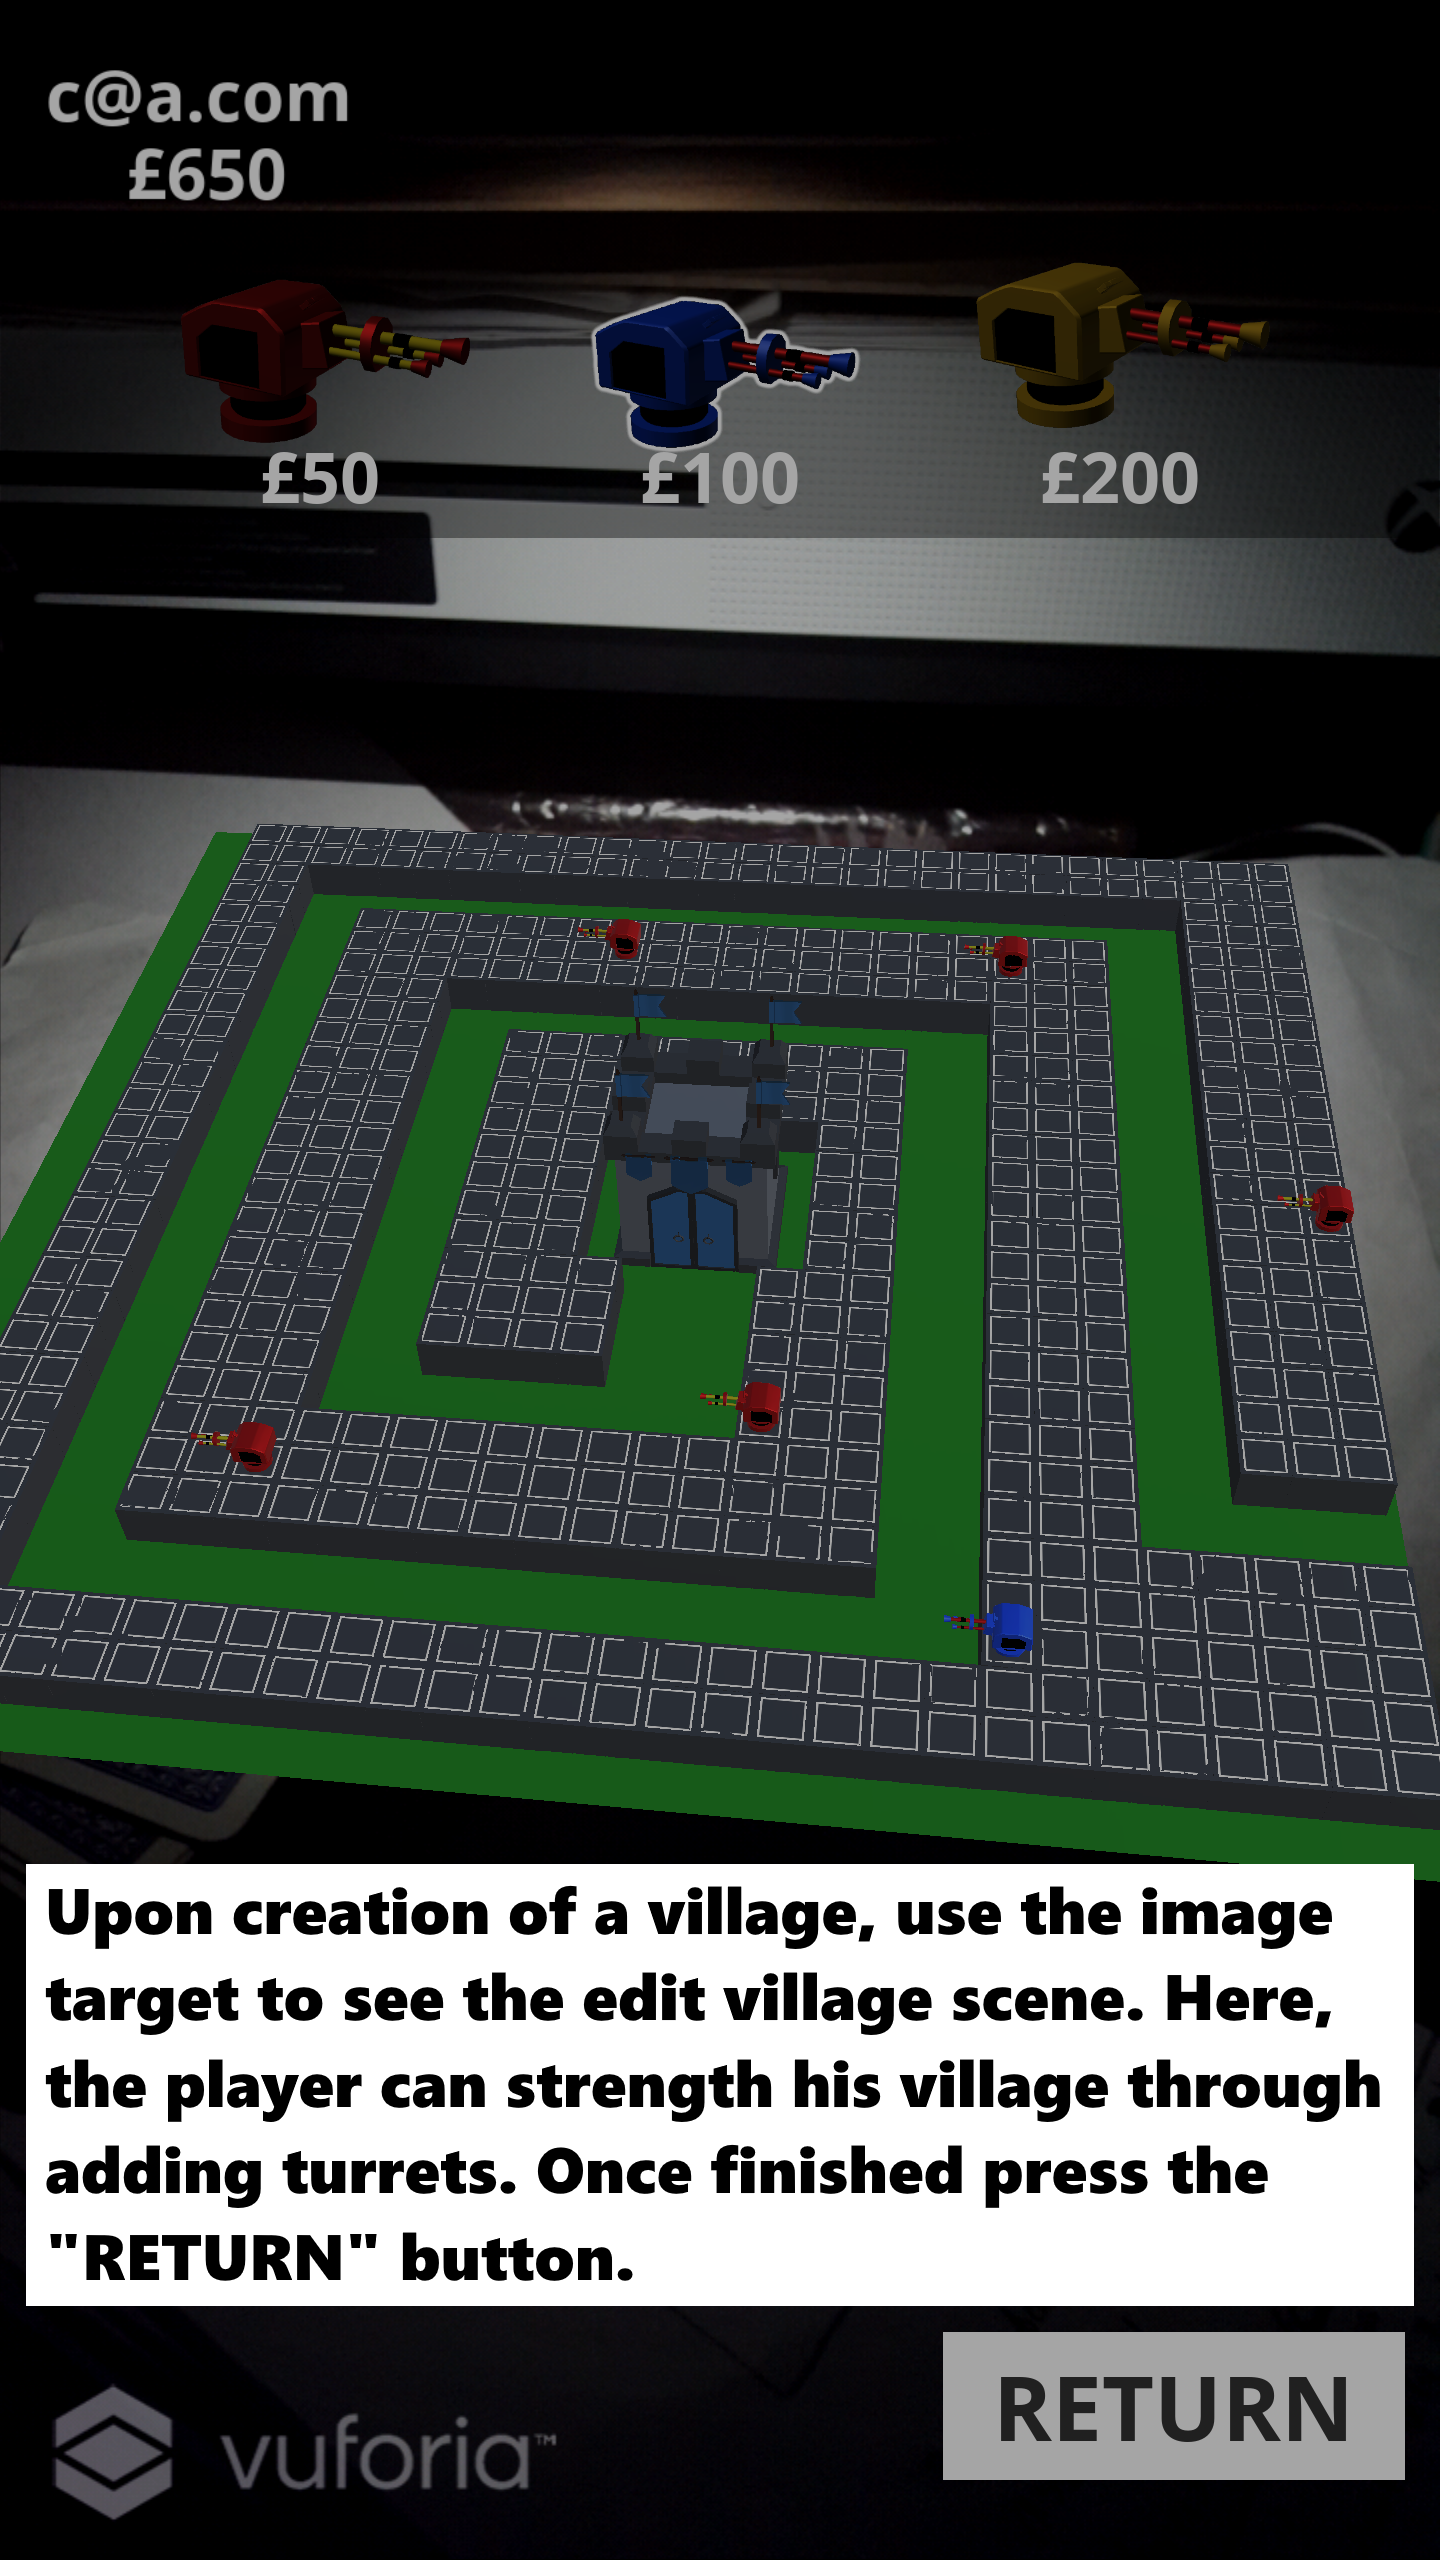 c@a.com
£650
£50 £100 £200
Upon creation of a village, use the image
target to see the edit village scene. Here,
the player can strength his village through
adding turrets. Once finished press the
"RETURN" button.
RETURN
vuforia™